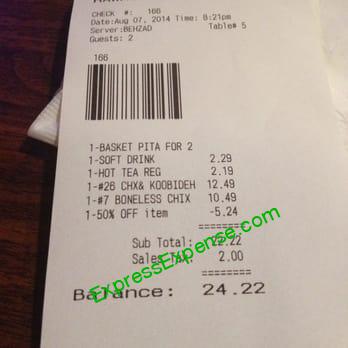 CHECK #: 166
Date:Aug 07, 2014 Time: 8:21pm
Server:BEHZAD Table# 5
Guests: 2
166
1-BASKET PITA FOR 2
1-SOFT DRINK 2.29
1-HOT TEA REG 2.19
1-#26 CHX& KOOBIDEH 12.49
1-#7 BONELESS CHIX 10.49
1-50% OFF item -5.24
========
Sub Total: 22.22
Sales Tax: 2.00
========
Balance: 24.22
ExpressExpense.com